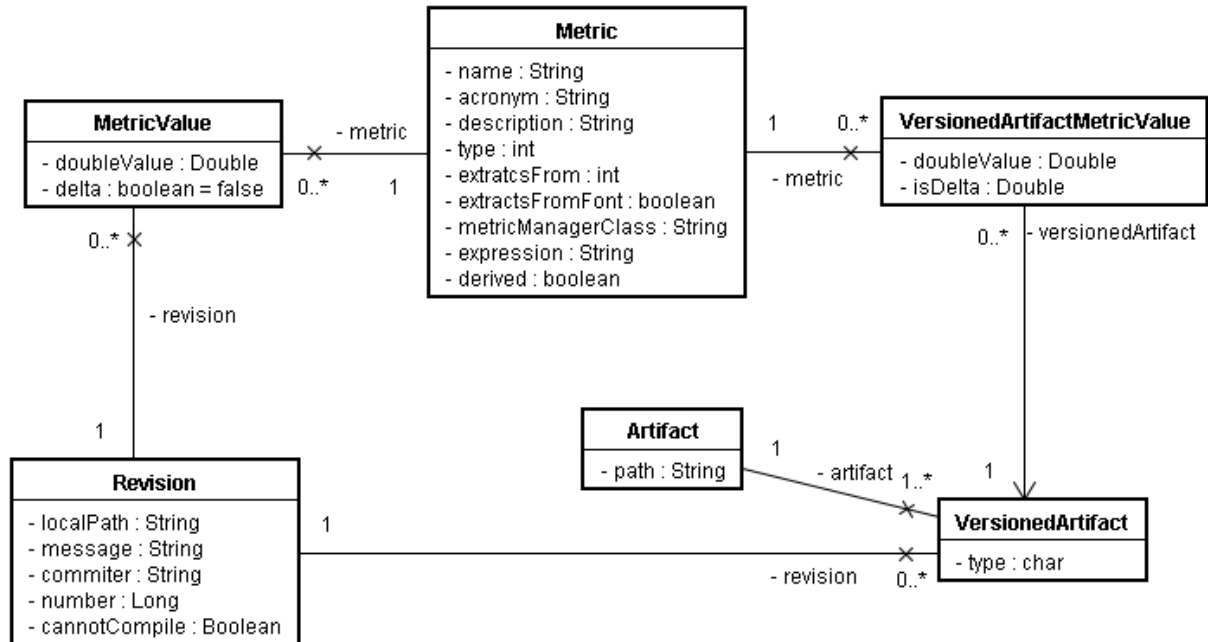 Metric
- name : String
- acronym : String
- description : String
- type : int
- extratcsFrom : int
- extractsFromFont : boolean
- metricManagerClass : String
- expression : String
- derived : boolean
MetricValue
- doubleValue : Double
- delta : boolean = false
- metric
0..*
1
1
0..*
- metric
VersionedArtifactMetricValue
- doubleValue : Double
- isDelta : Double
0..*
- revision
1
0..*
- versionedArtifact
1
Artifact
- path : String
1
- artifact
1..*
Revision
- localPath : String
- message : String
- commiter : String
- number : Long
- cannotCompile : Boolean
1
- revision
0..*
VersionedArtifact
- type : char